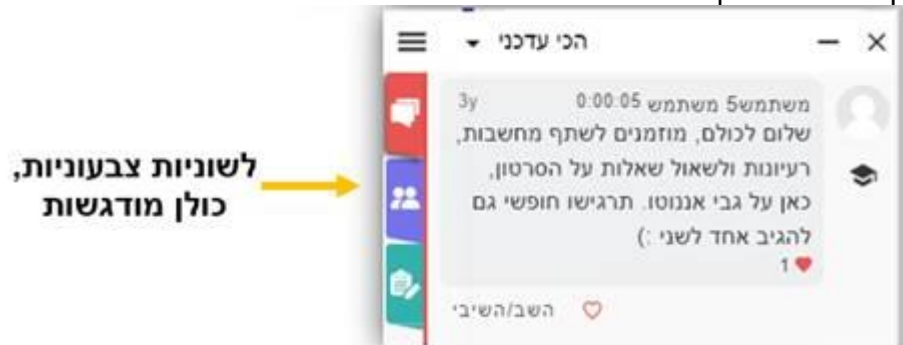 הכי עדכני
משתמש5 משתמש 0:00:05 3y
שלום לכולם, מוזמנים לשתף מחשבות,
רעיונות ולשאול שאלות על הסרטון,
כאן על גבי אננוטו. תרגישו חופשי גם
להגיב אחד לשני :)
1
השב/השיבי
לשוניות צבעוניות,
כולן מודגשות